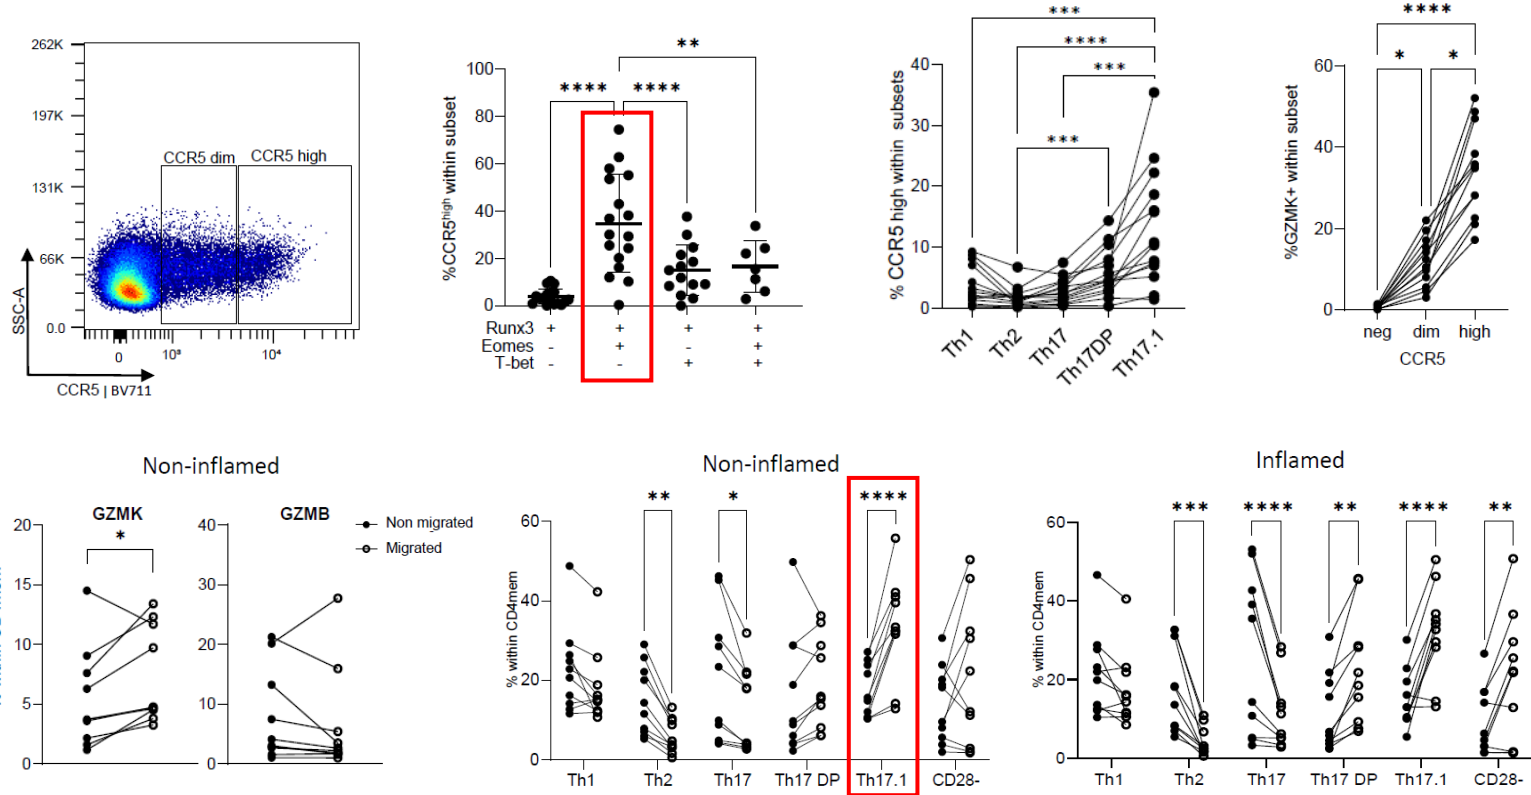 262K
197K
131K
66K
0.0
SSC-A
CCR5 dim
CCR5 high
0
10³
10⁴
CCR5 | BV711
**
**** ****
100
80
60
40
20
0
%CCR5high within subset
Runx3 + + + +
Eomes - + - +
T-bet - - + +
***
****
***
***
40
30
20
10
0
% CCR5 high within subsets
Th1
Th2
Th17
Th17DP
Th17.1
****
* *
60
40
20
0
%GZMK+ within subset
neg dim high
CCR5
Non-inflamed
GZMK
*
20
15
10
5
0
GZMB
40
30
20
10
0
Non migrated
Migrated
Non-inflamed
** * ****
60
40
20
0
% within CD4mem
Th1 Th2 Th17 Th17 DP Th17.1 CD28-
Inflamed
*** **** ** **** **
60
40
20
0
% within CD4mem
Th1 Th2 Th17 Th17 DP Th17.1 CD28-